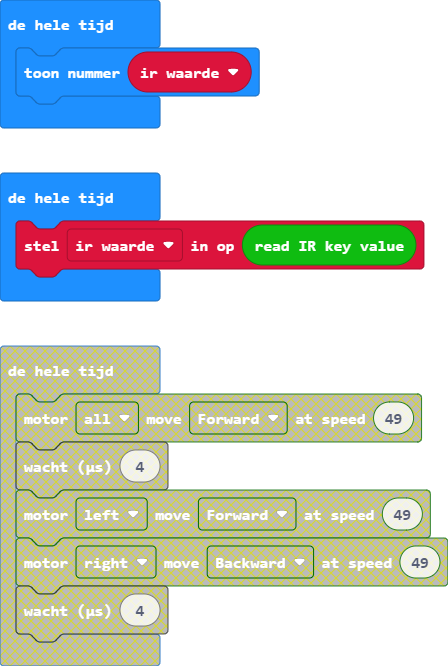 de hele tijd
toon nummer ir waarde
de hele tijd
stel ir waarde in op read IR key value
de hele tijd
motor all move Forward at speed 49
wacht (µs) 4
motor left move Forward at speed 49
motor right move Backward at speed 49
wacht (µs) 4